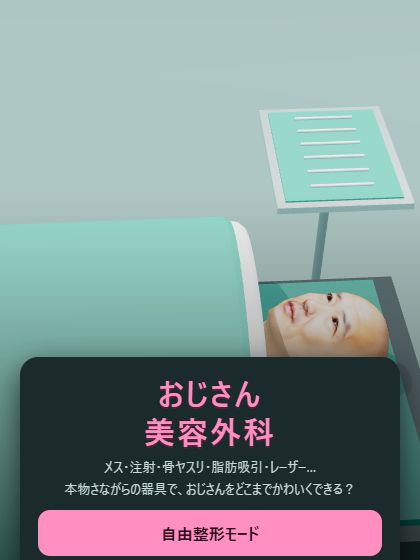 おじさん
美容外科
メス・注射・骨ヤスリ・脂肪吸引・レーザー…
本物さながらの器具で、おじさんをどこまでかわいくできる？
自由整形モード